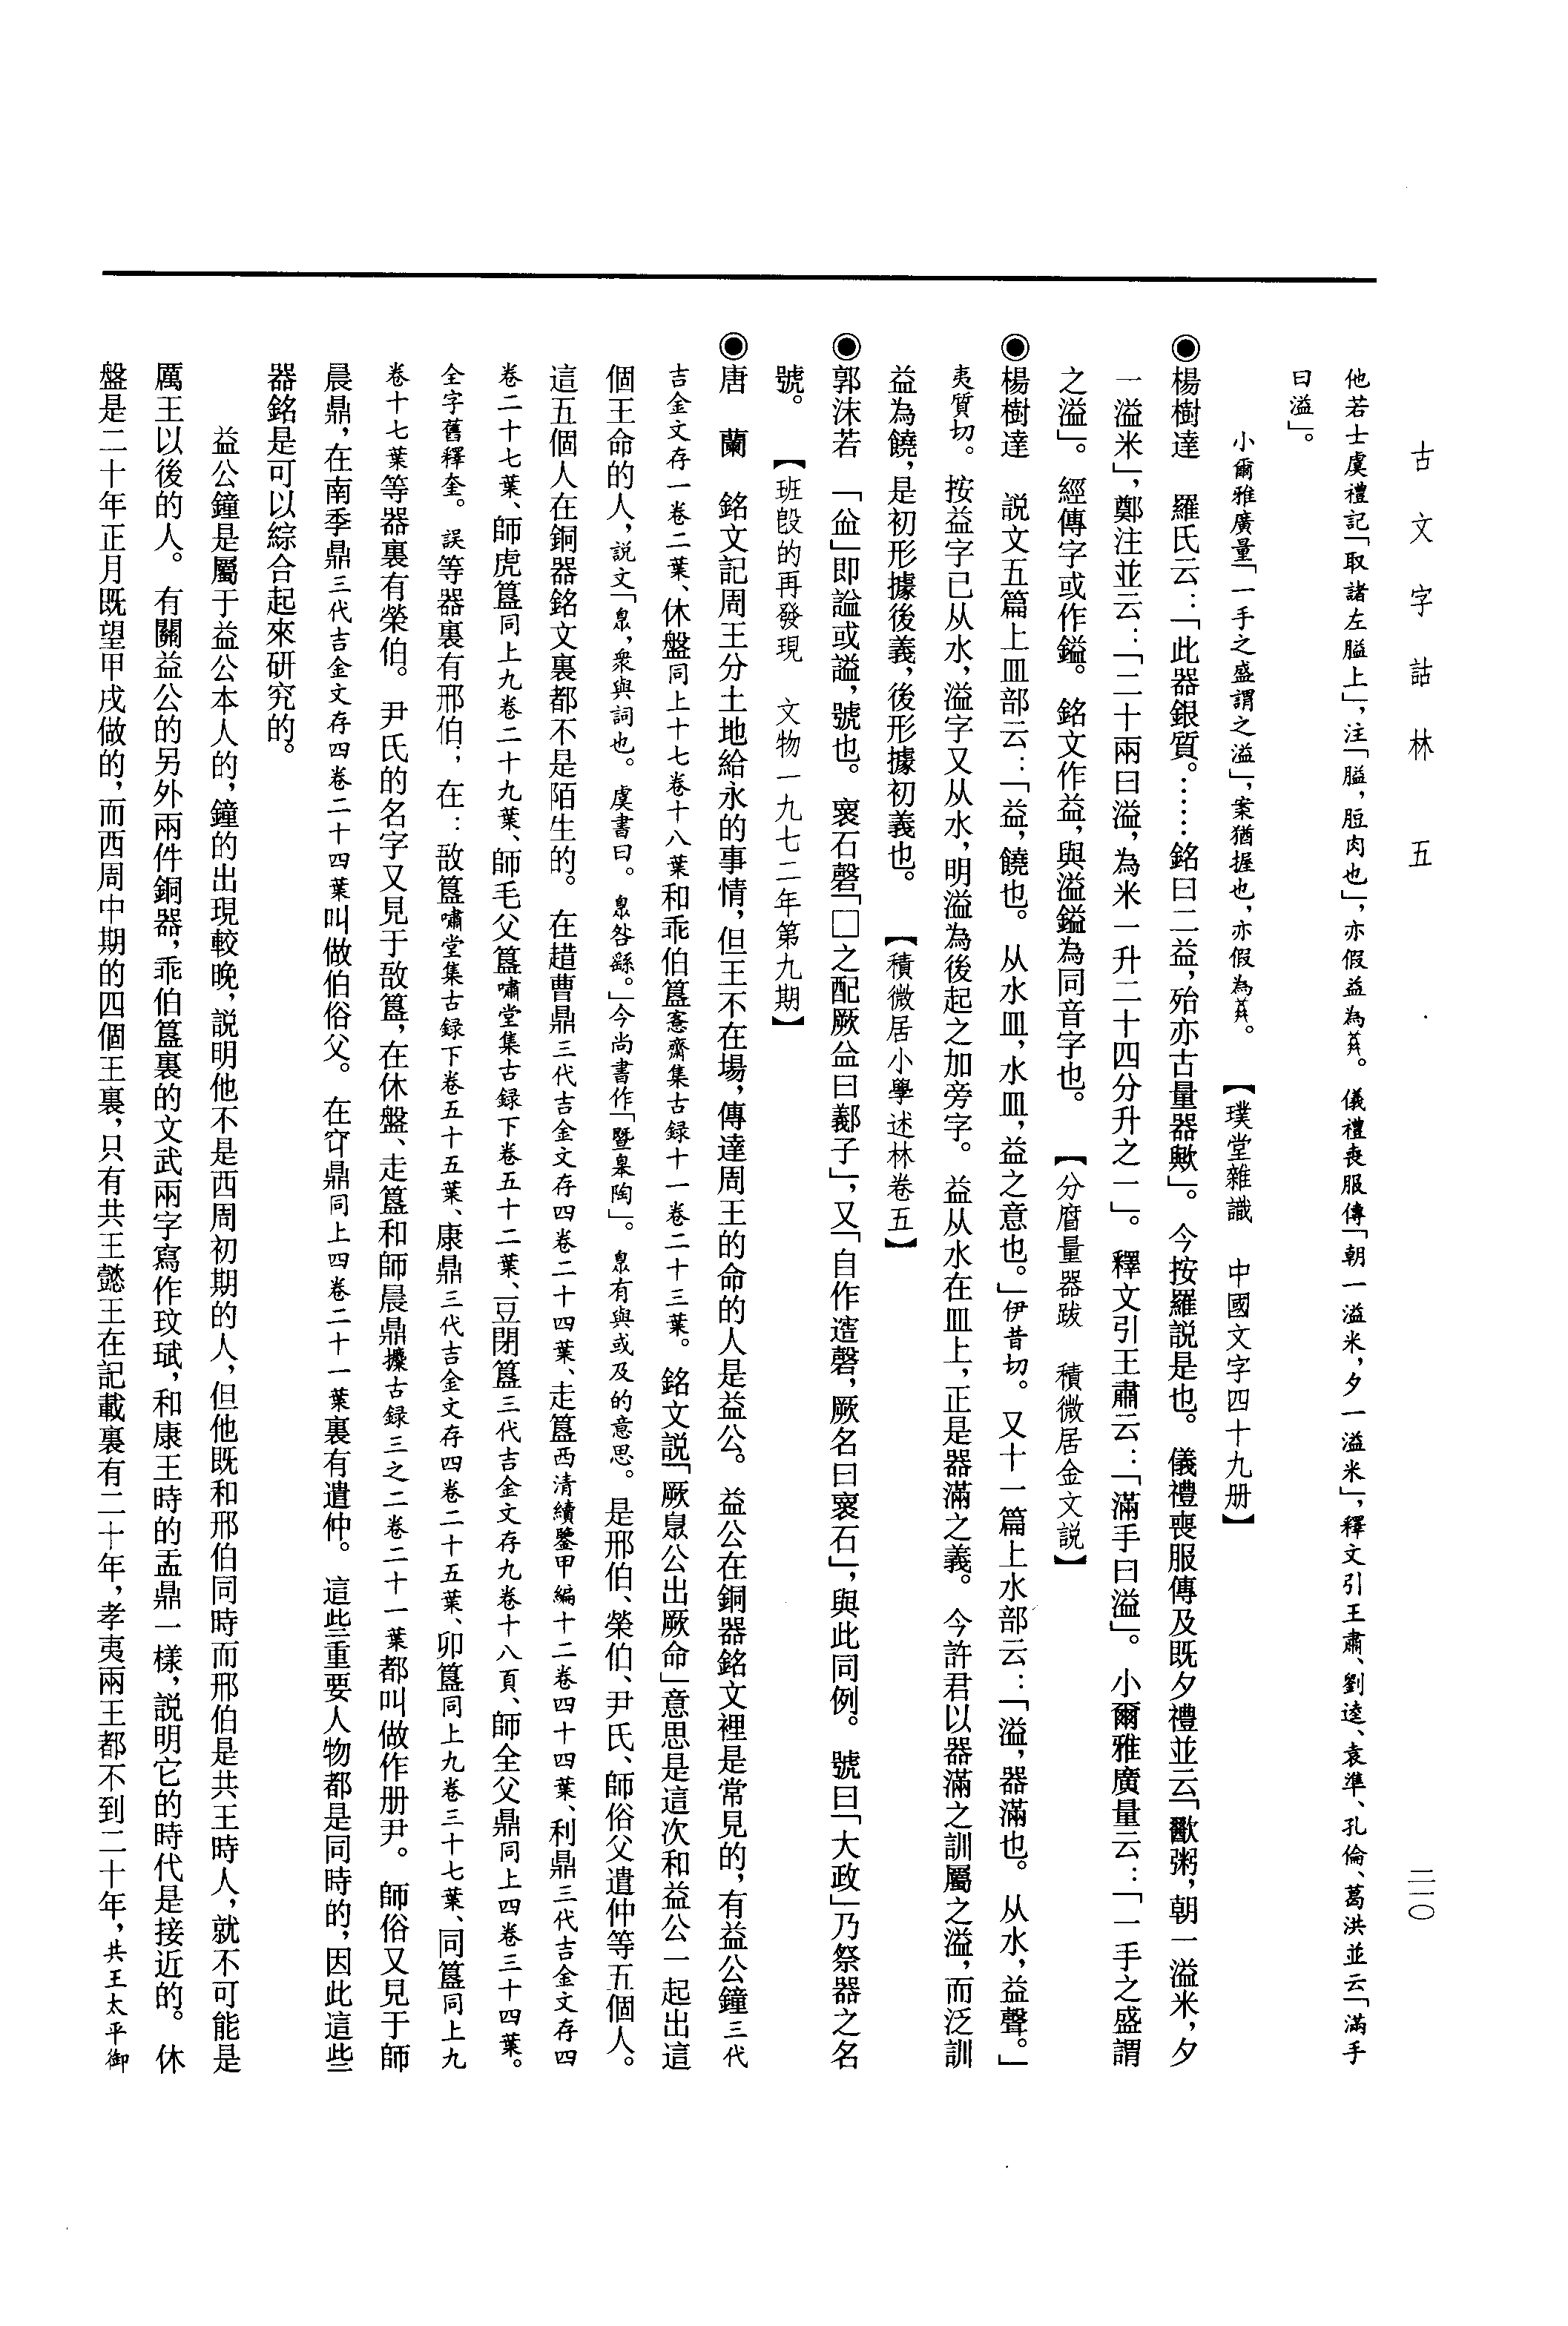 古文字詁林 五
二一〇
他若士虞禮記「取諸左膉上」，注「膉，脰肉也」，亦假益為嗌。儀禮喪服傳「朝一溢米，夕一溢米」，釋文引王肅、劉逵、袁準、孔倫、葛洪並云「滿手
曰溢」。
小爾雅廣量「一手之盛謂之溢」，案猶握也，亦假為。【璞堂雜識 中國文字四十九册】
◉楊樹達 羅氏云：「此器銀質。……銘曰二益，殆亦古量器歟」。今按羅説是也。儀禮喪服傳及既夕禮並云「歠粥，朝一溢米，夕
一溢米」，鄭注並云：「二十兩曰溢，為米一升二十四分升之一」。釋文引王肅云：「滿手曰溢」。小爾雅廣量云：「一手之盛謂
之溢」。經傳字或作鎰。銘文作益，與溢鎰為同音字也。【分㡴量器跋 積微居金文説】
◉楊樹達 説文五篇上皿部云：「益，饒也。从水皿，水皿，益之意也。」伊昔切。又十一篇上水部云：「溢，器滿也。从水，益聲。」
夷質切。按益字已从水，溢字又从水，明溢為後起之加旁字。益从水在皿上，正是器滿之義。今許君以器滿之訓屬之溢，而泛訓
益為饒，是初形據後義，後形據初義也。【積微居小學述林卷五】
◉郭沫若 「益」即謚或謚，號也。褱石磬「□之配厥益曰鄴子」，又「自作造磬，厥名曰褱石」，與此同例。號曰「大政」乃祭器之名
號。【班𣪘的再發現 文物一九七二年第九期】
◉唐　蘭 銘文記周王分土地給永的事情，但王不在場，傳達周王的命的人是益公。益公在銅器銘文裡是常見的，有益公鐘三代
吉金文存一卷二葉、休盤同上十七卷十八葉和乖伯簋愙齋集古録十一卷二十三葉。銘文説「厥眔公出厥命」意思是這次和益公一起出這
個王命的人，説文「臮，衆與詞也。虞書曰。臮咎繇。」今尚書作「暨皋陶」。臮有與或及的意思。是邢伯、榮伯、尹氏、師俗父遣仲等五個人。
這五個人在銅器銘文裏都不是陌生的。在趞曹鼎三代吉金文存四卷二十四葉、走簋西清續鑒甲編十二卷四十四葉、利鼎三代吉金文存四
卷二十七葉、師虎簋同上九卷二十九葉、師毛父簋嘯堂集古録下卷五十二葉、豆閉簋三代吉金文存九卷十八頁、師全父鼎同上四卷三十四葉。
全字舊釋奎。誤等器裏有邢伯；在：敔簋嘯堂集古録下卷五十五葉、康鼎三代吉金文存四卷二十五葉、卯簋同上九卷三十七葉、同簋同上九
卷十七葉等器裏有榮伯。尹氏的名字又見于敔簋，在休盤、走簋和師晨鼎攗古録三之二卷二十一葉都叫做作册尹。師俗又見于師
晨鼎，在南季鼎三代吉金文存四卷二十四葉叫做伯俗父。在𥨪鼎同上四卷二十一葉裏有遣仲。這些重要人物都是同時的，因此這些
器銘是可以綜合起來研究的。
益公鐘是屬于益公本人的，鐘的出現較晚，説明他不是西周初期的人，但他既和邢伯同時而邢伯是共王時人，就不可能是
厲王以後的人。有關益公的另外兩件銅器，乖伯簋裏的文武兩字寫作玟珷，和康王時的盂鼎一樣，説明它的時代是接近的。休
盤是二十年正月既望甲戌做的，而西周中期的四個王裏，只有共王懿王在記載裏有二十年，孝夷兩王都不到二十年，共王太平御